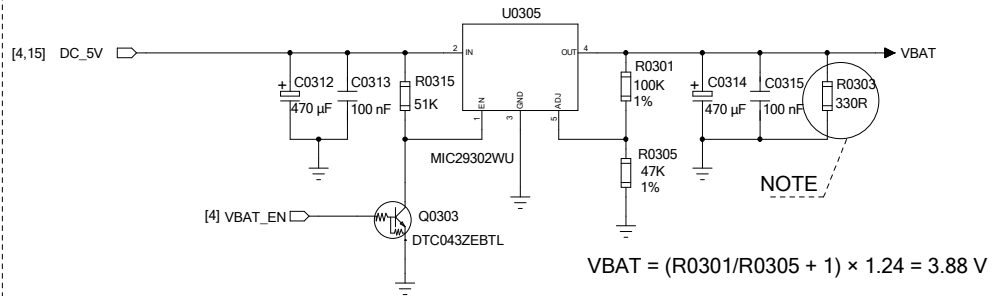 U0305
[4,15] DC_5V
2 IN
OUT 4
VBAT
C0312
470 µF
C0313
100 nF
R0315
51K
EN
GND
ADJ
1
3
5
R0301
100K
1%
C0314
470 µF
C0315
100 nF
R0303
330R
MIC29302WU
R0305
47K
1%
NOTE
[4] VBAT_EN
Q0303
DTC043ZEBTL
VBAT = (R0301/R0305 + 1) × 1.24 = 3.88 V